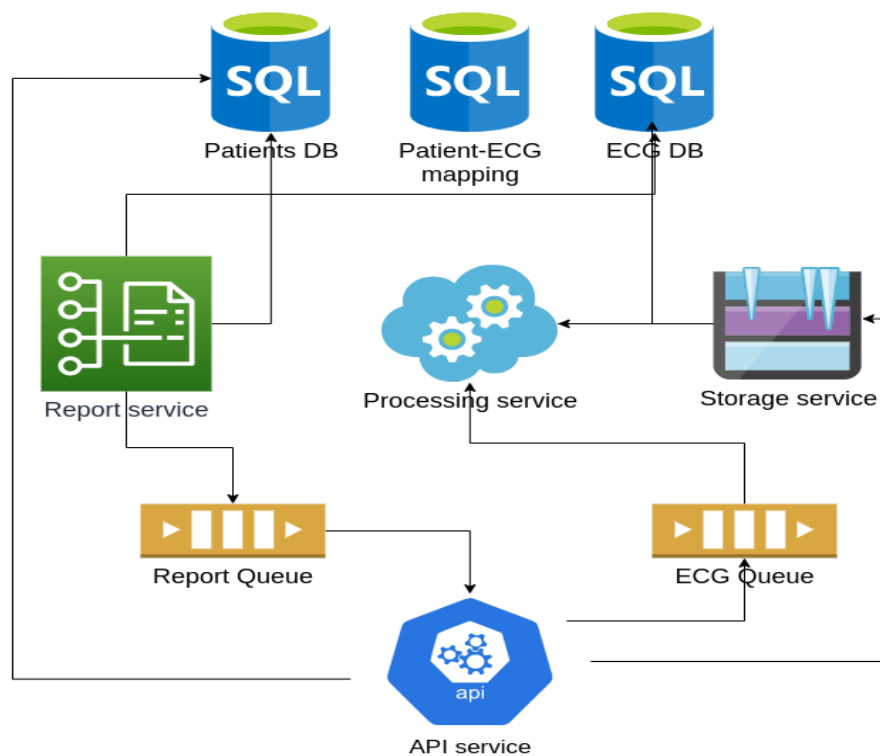 SQL
SQL
SQL
Patients DB
Patient-ECG
mapping
ECG DB
Report service
Processing service
Storage service
Report Queue
ECG Queue
api
API service